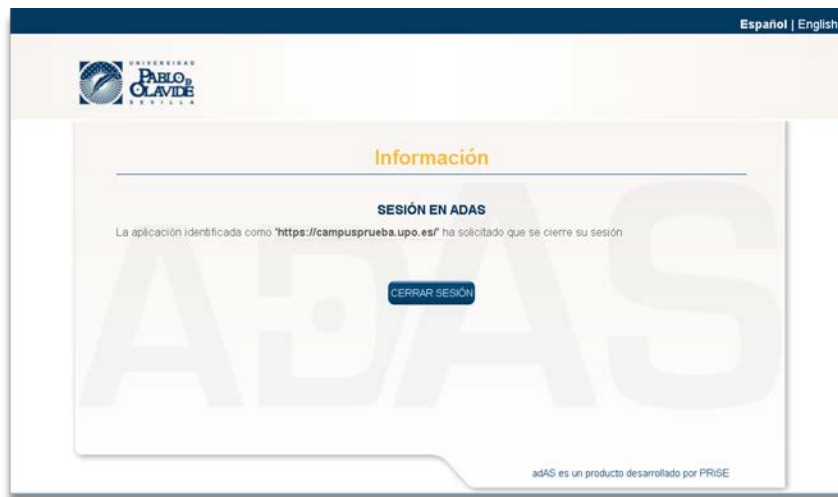 Español | English
UNIVERSIDAD
PABLO DE
OLAVIDE
SEVILLA
Información
SESIÓN EN ADAS
La aplicación identificada como 'https://campusprueba.upo.es/' ha solicitado que se cierre su sesión
CERRAR SESIÓN
ADAS
adAS es un producto desarrollado por PRiSE